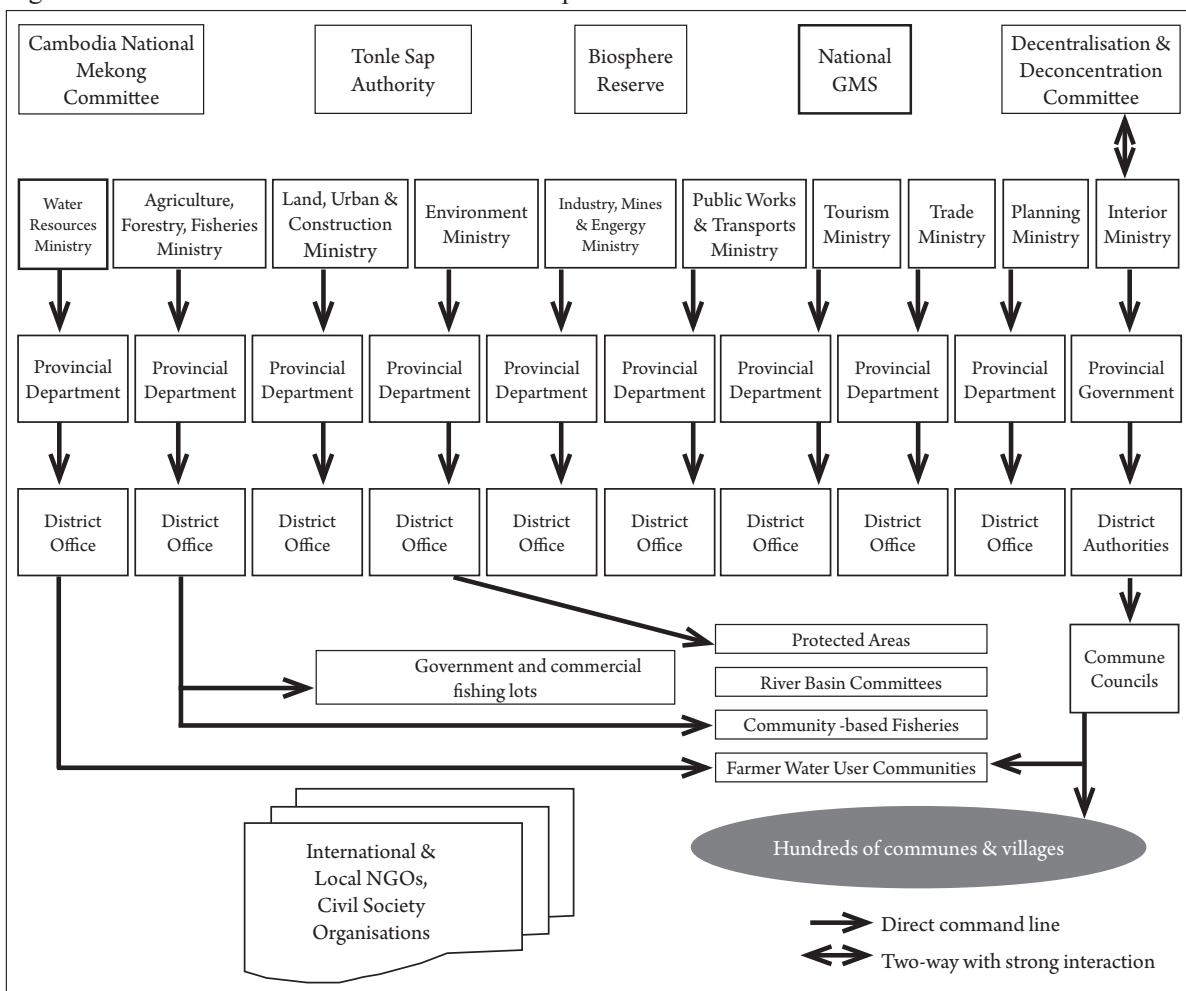 Cambodia National
Mekong
Committee
Tonle Sap
Authority
Biosphere
Reserve
National
GMS
Decentralisation &
Deconcentration
Committee
Water
Resources
Ministry
Agriculture,
Forestry, Fisheries
Ministry
Land, Urban &
Construction
Ministry
Environment
Ministry
Industry, Mines
& Engergy
Ministry
Public Works
& Transports
Ministry
Tourism
Ministry
Trade
Ministry
Planning
Ministry
Interior
Ministry
Provincial
Department
Provincial
Department
Provincial
Department
Provincial
Department
Provincial
Department
Provincial
Department
Provincial
Department
Provincial
Department
Provincial
Department
Provincial
Government
District
Office
District
Office
District
Office
District
Office
District
Office
District
Office
District
Office
District
Office
District
Office
District
Authorities
Protected Areas
Government and commercial
fishing lots
River Basin Committees
Commune
Councils
Community -based Fisheries
Farmer Water User Communities
International &
Local NGOs,
Civil Society
Organisations
Hundreds of communes & villages
Direct command line
Two-way with strong interaction